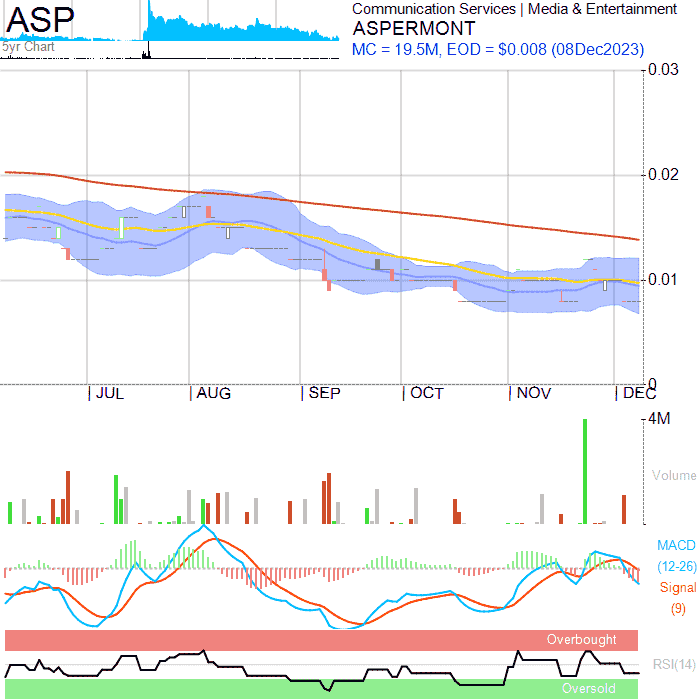 ASP
5yr Chart
Communication Services | Media & Entertainment
ASPERMONT
MC = 19.5M, EOD = $0.008 (08Dec2023)
0.03
0.02
0.01
0
JUL AUG SEP OCT NOV DEC
4M
Volume
MACD
(12-26)
Signal
(9)
Overbought
RSI(14)
Oversold